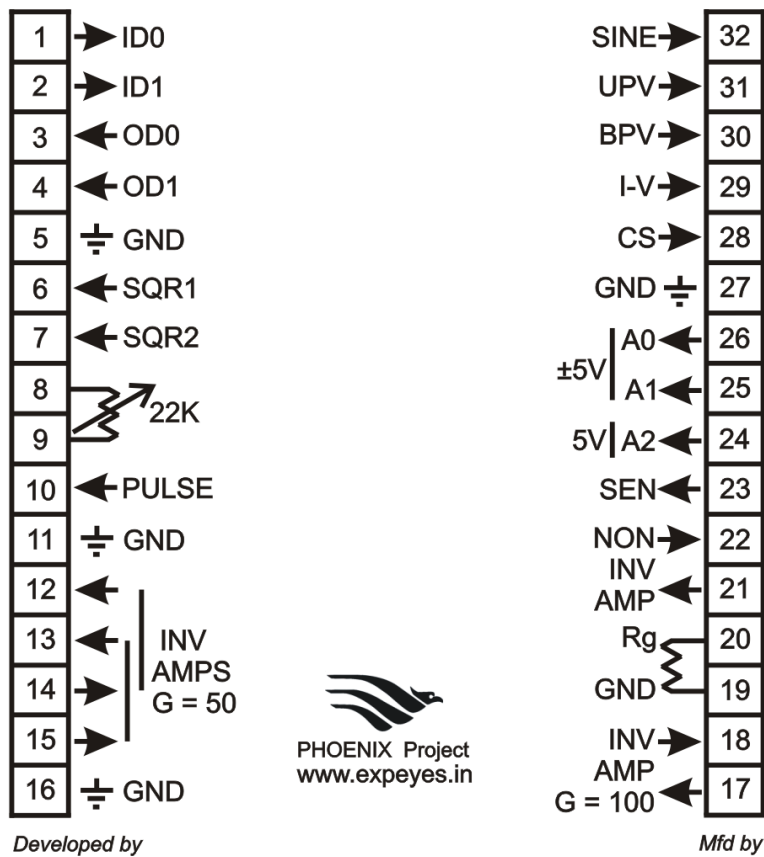 1 ID0
2 ID1
3 OD0
4 OD1
5 GND
6 SQR1
7 SQR2
8
22K
9
10 PULSE
11 GND
12
13
14
15
INV
AMPS
G = 50
16 GND
SINE 32
UPV 31
BPV 30
I-V 29
CS 28
GND 27
A0 26
±5V
A1 25
5V A2 24
SEN 23
NON 22
INV
AMP
21
Rg 20
GND 19
INV 18
AMP
G = 100
17
PHOENIX Project
www.expeyes.in
Developed by
Mfd by